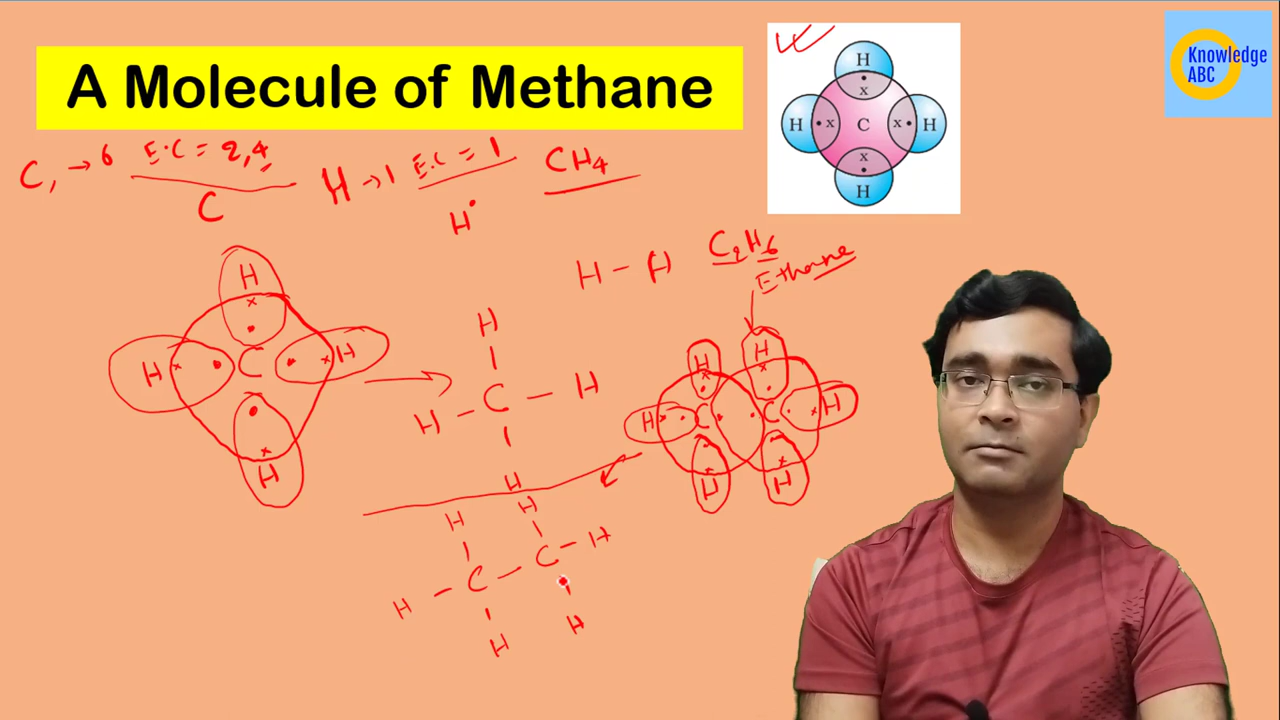 A Molecule of Methane
Knowledge
ABC
H
x
H x C x H
x
H
C, → 6 E.C = 2,4
C
H → 1 E.C = 1
H
CH4
H - H
C2H6
Ethane
H
x
H x C x H
x
H
H
H - C - H
H
H H
x x
H x C C x H
x x
H H
H H
H - C - C - H
H H